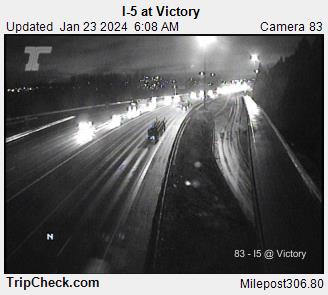 I-5 at Victory
Updated Jan 23 2024 6:08 AM Camera 83
T
N
83 - I5 @ Victory
TripCheck.com Milepost306.80